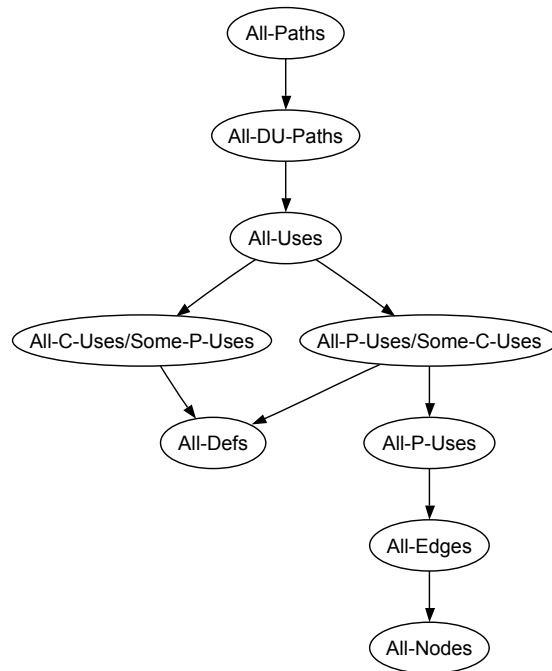 All-Paths
All-DU-Paths
All-Uses
All-C-Uses/Some-P-Uses
All-P-Uses/Some-C-Uses
All-Defs
All-P-Uses
All-Edges
All-Nodes